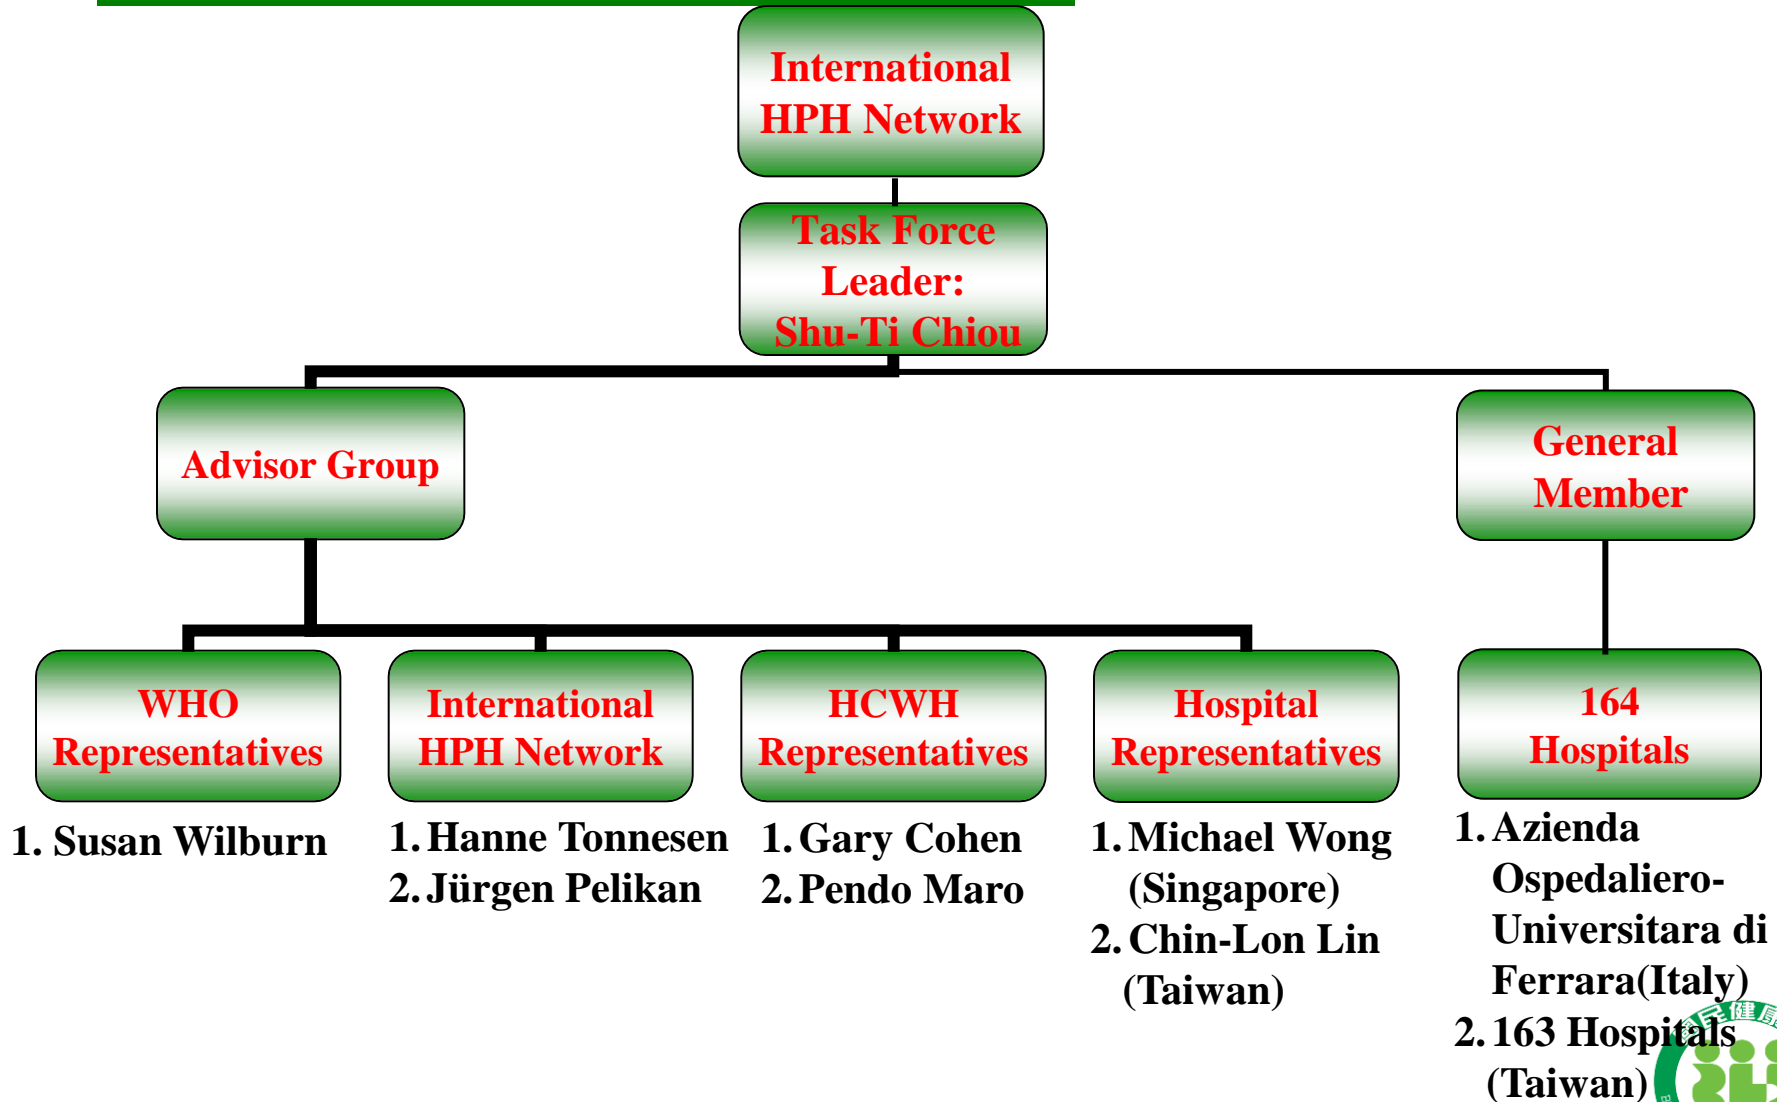 International
HPH Network
Task Force
Leader:
Shu-Ti Chiou
Advisor Group
General
Member
WHO
Representatives
International
HPH Network
HCWH
Representatives
Hospital
Representatives
164
Hospitals
1. Susan Wilburn
1. Hanne Tonnesen
2. Jürgen Pelikan
1. Gary Cohen
2. Pendo Maro
1. Michael Wong
(Singapore)
2. Chin-Lon Lin
(Taiwan)
1. Azienda
Ospedaliero-
Universitara di
Ferrara(Italy)
2. 163 Hospitals
(Taiwan)
民健